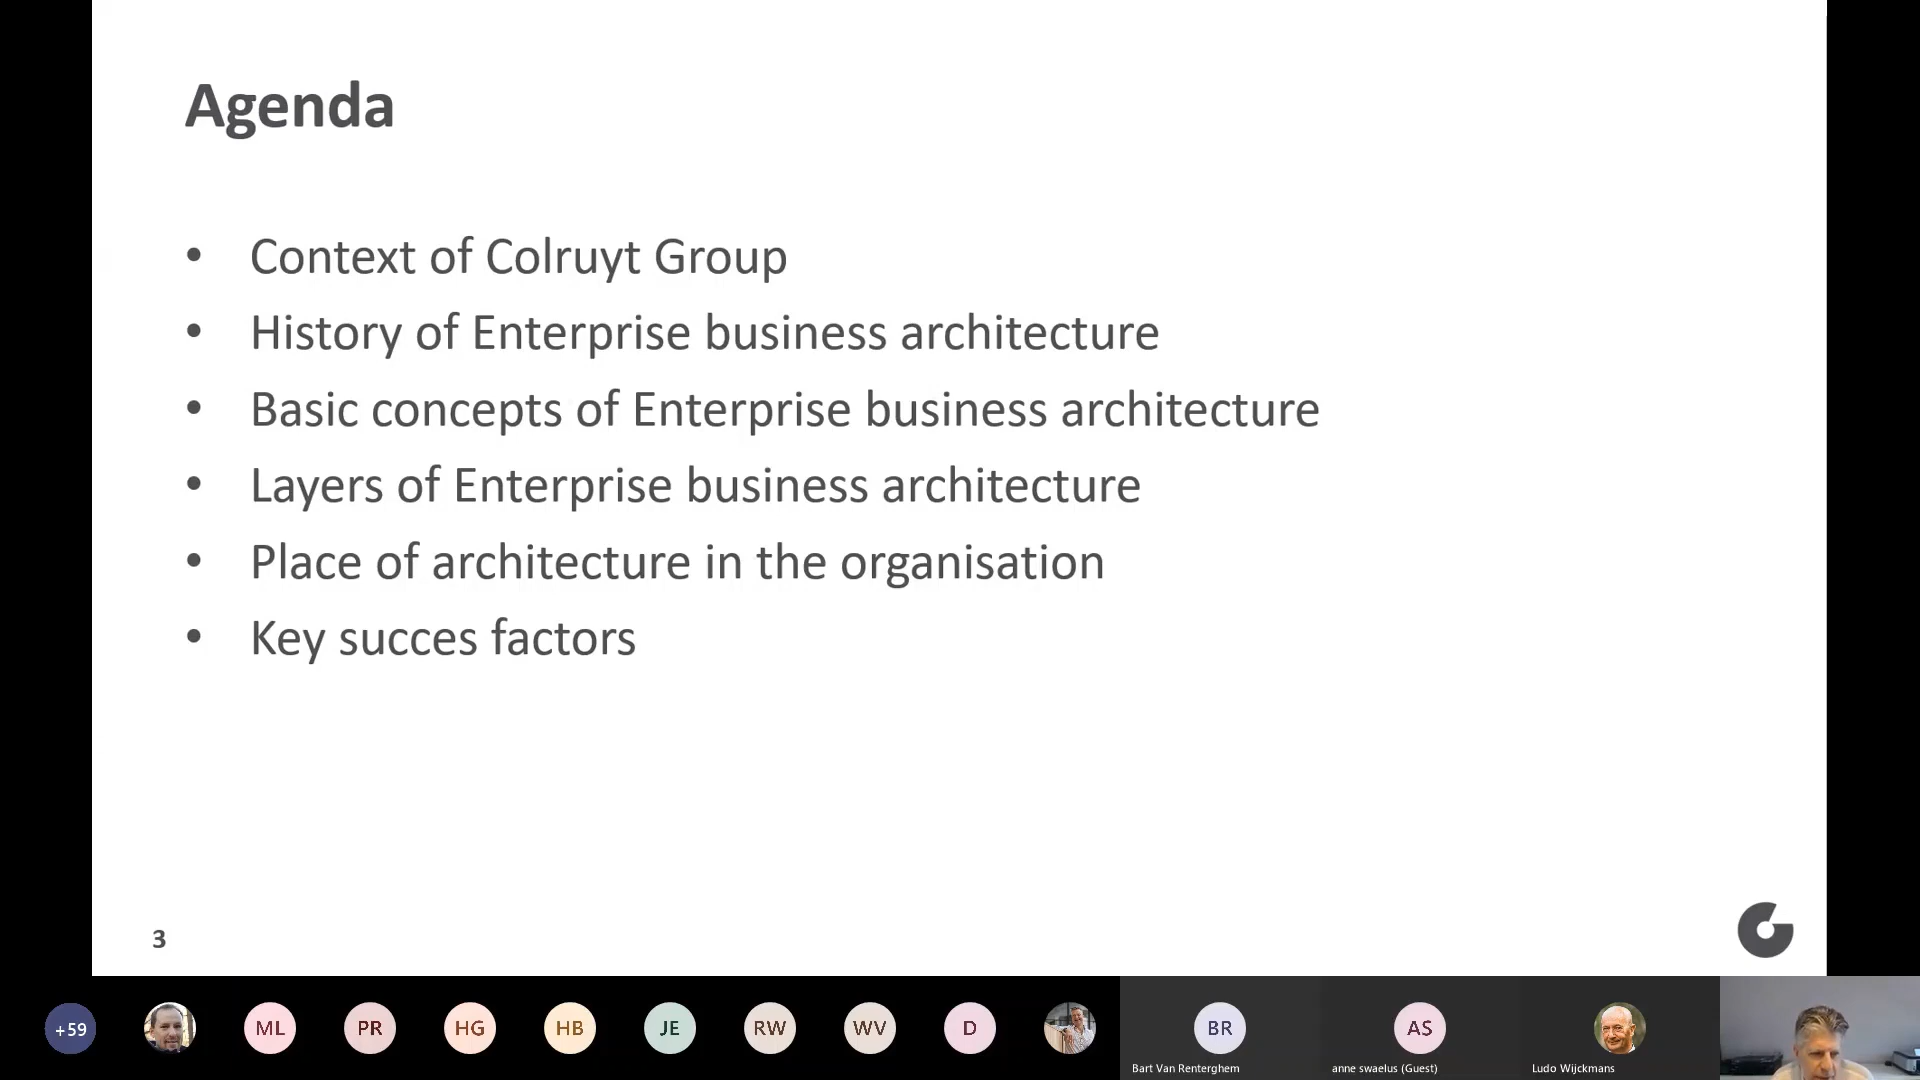 Agenda
• Context of Colruyt Group
• History of Enterprise business architecture
• Basic concepts of Enterprise business architecture
• Layers of Enterprise business architecture
• Place of architecture in the organisation
• Key succes factors
3
+59
ML
PR
HG
HB
JE
RW
WV
D
BR
AS
Bart Van Renterghem
anne swaelus (Guest)
Ludo Wijckmans